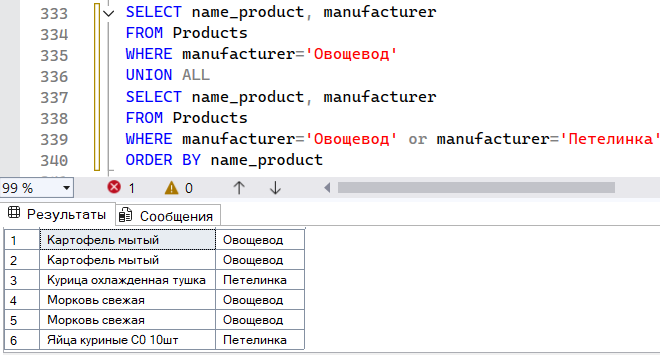 333 SELECT name_product, manufacturer
334 FROM Products
335 WHERE manufacturer='Овощевод'
336 UNION ALL
337 SELECT name_product, manufacturer
338 FROM Products
339 WHERE manufacturer='Овощевод' or manufacturer='Петелинка'
340 ORDER BY name_product
99 % 1 0
Результаты Сообщения
1 Картофель мытый Овощевод
2 Картофель мытый Овощевод
3 Курица охлажденная тушка Петелинка
4 Морковь свежая Овощевод
5 Морковь свежая Овощевод
6 Яйца куриные С0 10шт Петелинка